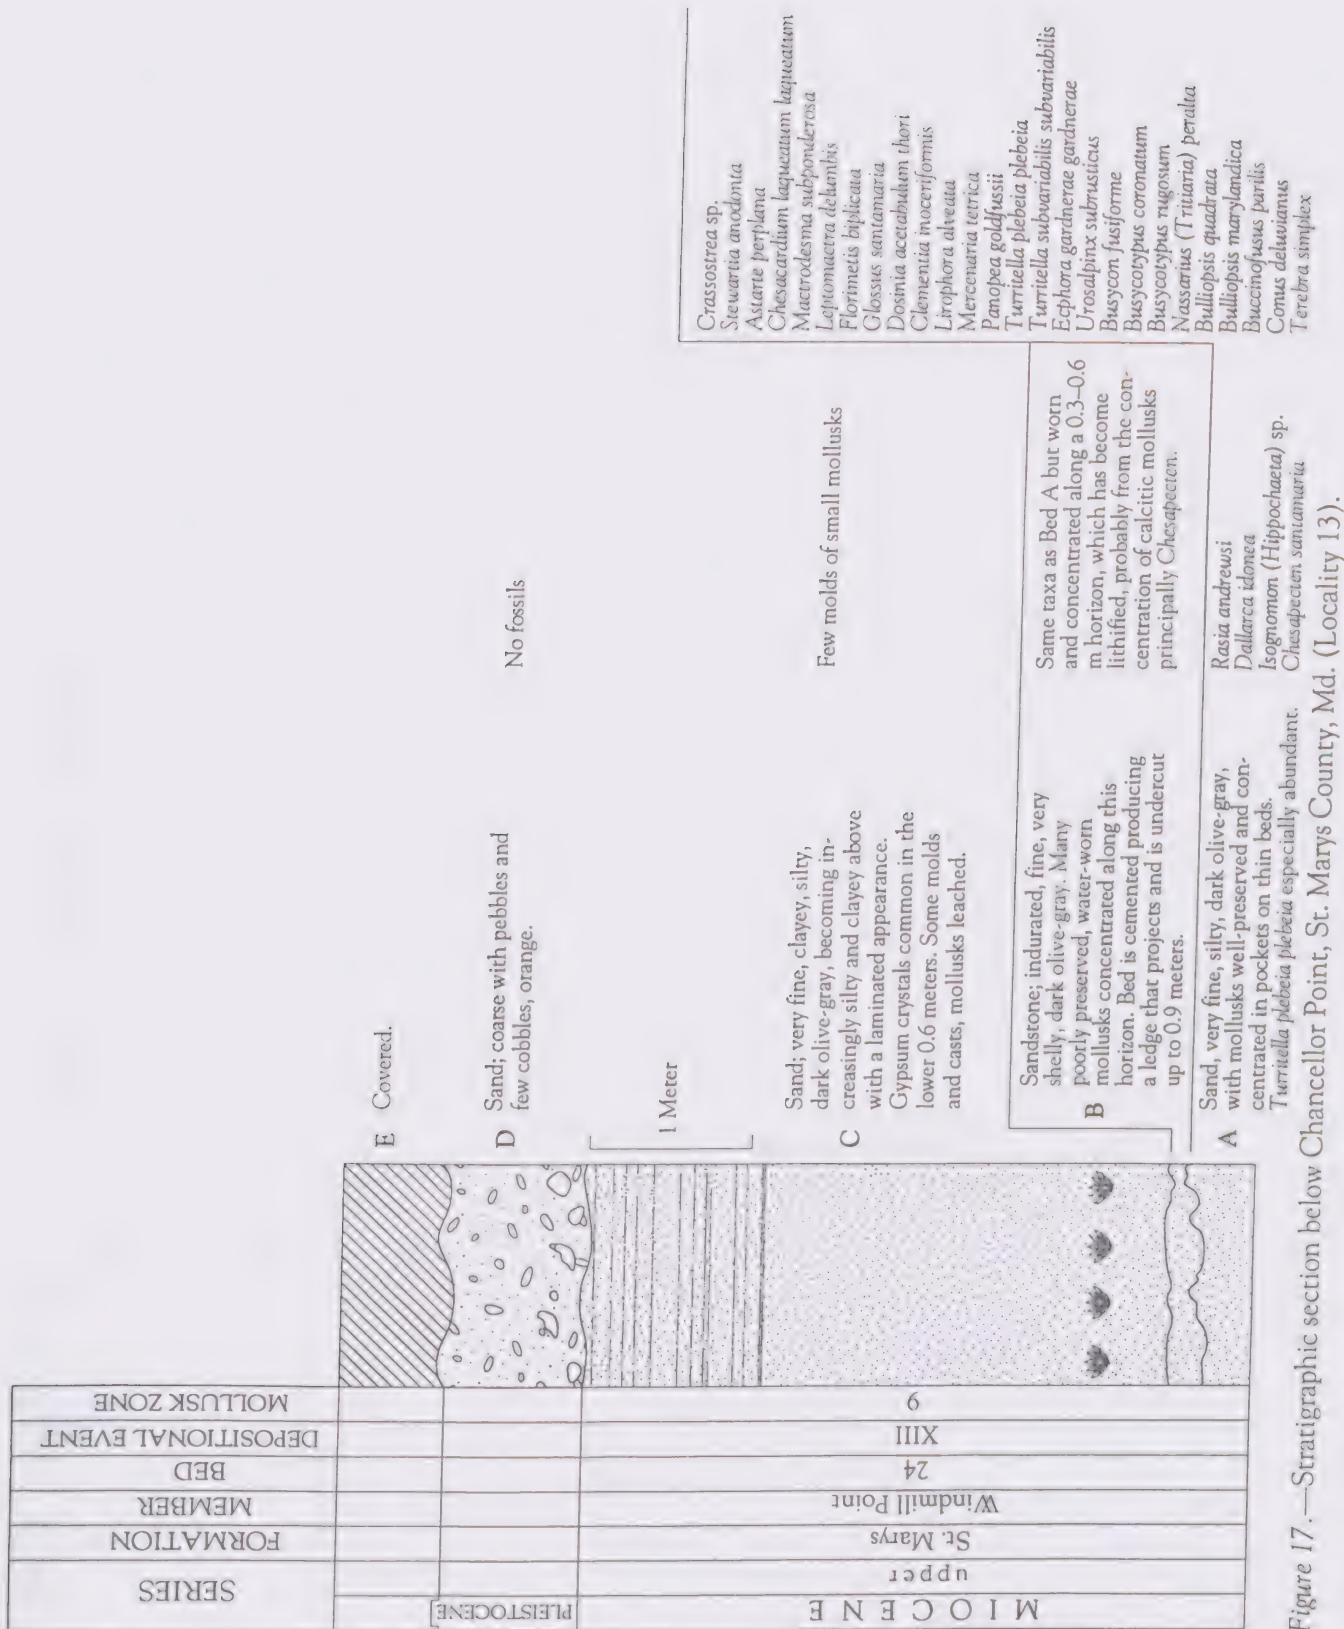 SERIES
FORMATION
MEMBER
BED
DEPOSITIONAL EVENT
MOLLUSK ZONE
PLEISTOCENE
MIOCENE
upper
St. Marys
Windmill Point
24
XIII
9
E Covered.
D Sand; coarse with pebbles and
few cobbles, orange.
No fossils
1 Meter
C Sand; very fine, clayey, silty,
dark olive-gray, becoming in-
creasingly silty and clayey above
with a laminated appearance.
Gypsum crystals common in the
lower 0.6 meters. Some molds
and casts, mollusks leached.
Few molds of small mollusks
B Sandstone; indurated, fine, very
shelly, dark olive-gray. Many
poorly preserved, water-worn
mollusks concentrated along this
horizon. Bed is cemented producing
a ledge that projects and is undercut
up to 0.9 meters.
Same taxa as Bed A but worn
and concentrated along a 0.3–0.6
m horizon, which has become
lithified, probably from the con-
centration of calcitic mollusks
principally Chesapecten.
A Sand, very fine, silty, dark olive-gray,
with mollusks well-preserved and con-
centrated in pockets on thin beds.
Turritella plebeia plebeia especially abundant.
Rasia andrewsi
Dallarca idonea
Isognomon (Hippochaeta) sp.
Chesapecten santamaria
Crassostrea sp.
Stewartia anodonta
Astarte perplana
Chesacardium laqueatum laqueatum
Mactrodesma subponderosa
Leptomactra delumbis
Florimetis biplicata
Glossus santamaria
Dosinia acetabulum thori
Clementia inoceriformis
Lirophora alveata
Mercenaria tetrica
Panopea goldfussii
Turritella plebeia plebeia
Turritella subvariabilis subvariabilis
Ecphora gardnerae gardnerae
Urosalpinx subrusticus
Busycon fusiforme
Busycotypus coronatum
Busycotypus rugosum
Nassarius (Tritiaria) peralta
Bulliopsis quadrata
Bulliopsis marylandica
Buccinofusus parilis
Conus deluvianus
Terebra simplex
Figure 17.—Stratigraphic section below Chancellor Point, St. Marys County, Md. (Locality 13).